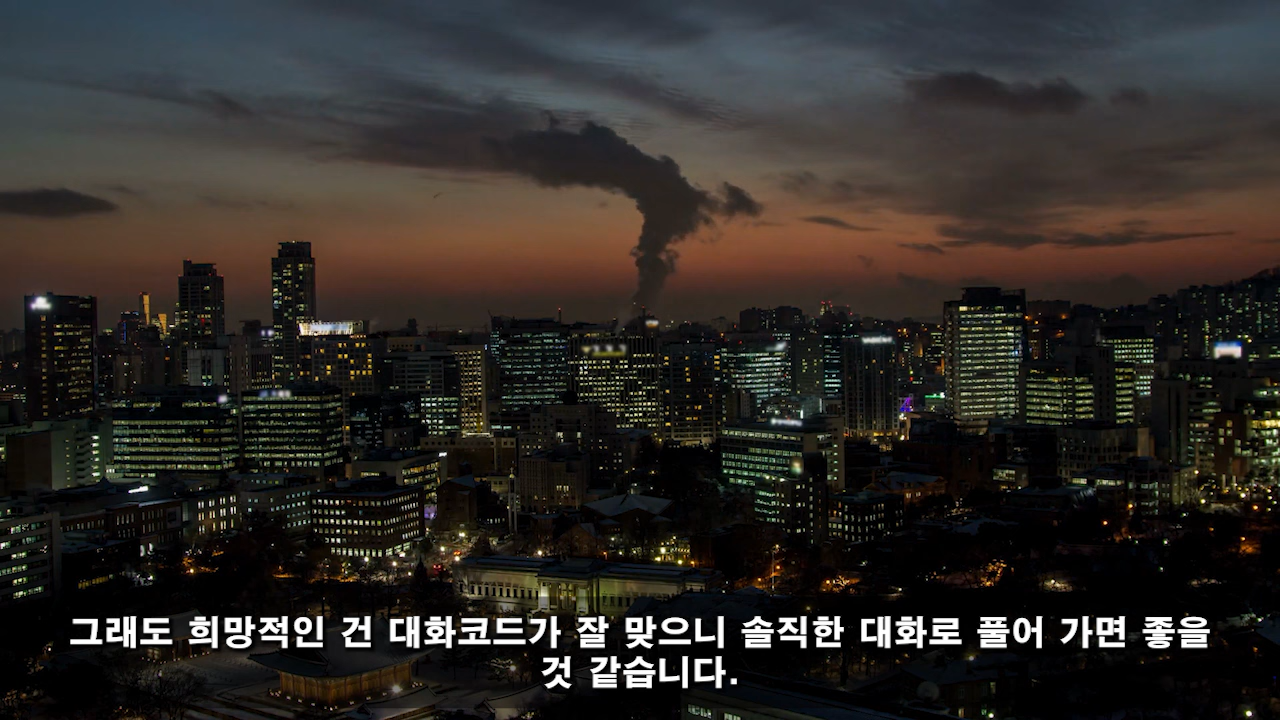 그래도 희망적인 건 대화코드가 잘 맞으니 솔직한 대화로 풀어 가면 좋을
것 같습니다.